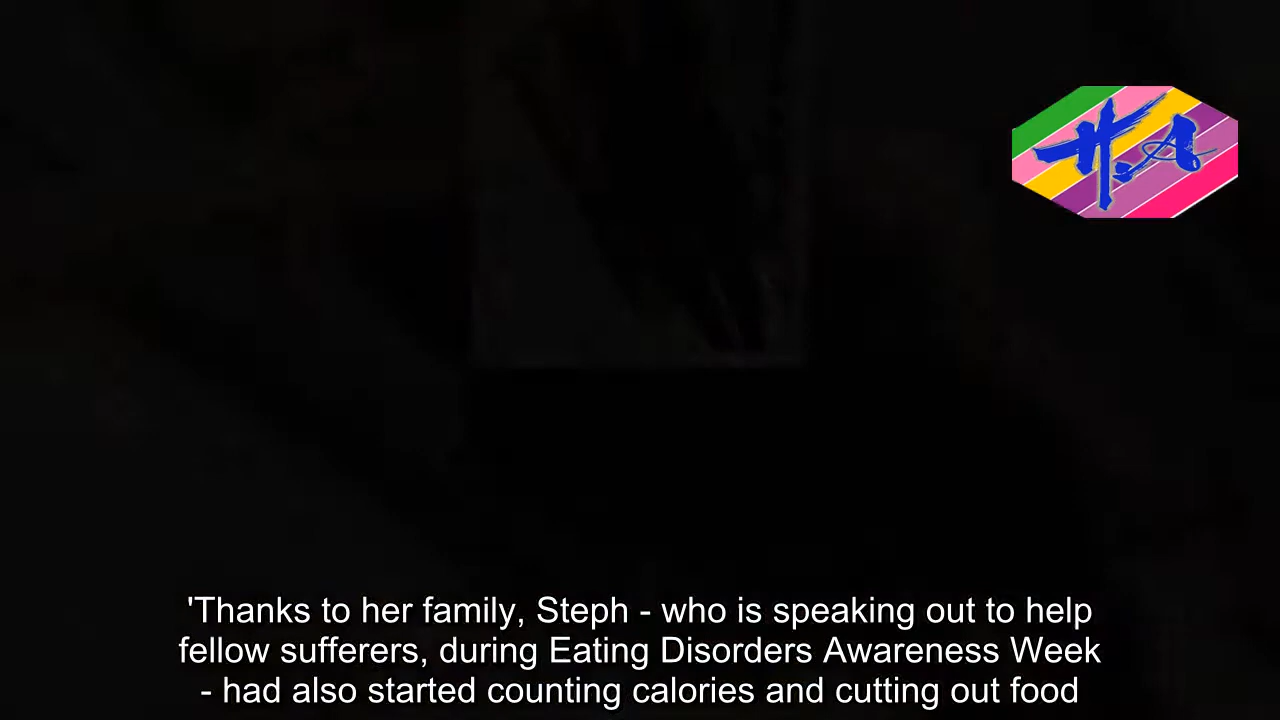 H.A
'Thanks to her family, Steph - who is speaking out to help
fellow sufferers, during Eating Disorders Awareness Week
- had also started counting calories and cutting out food